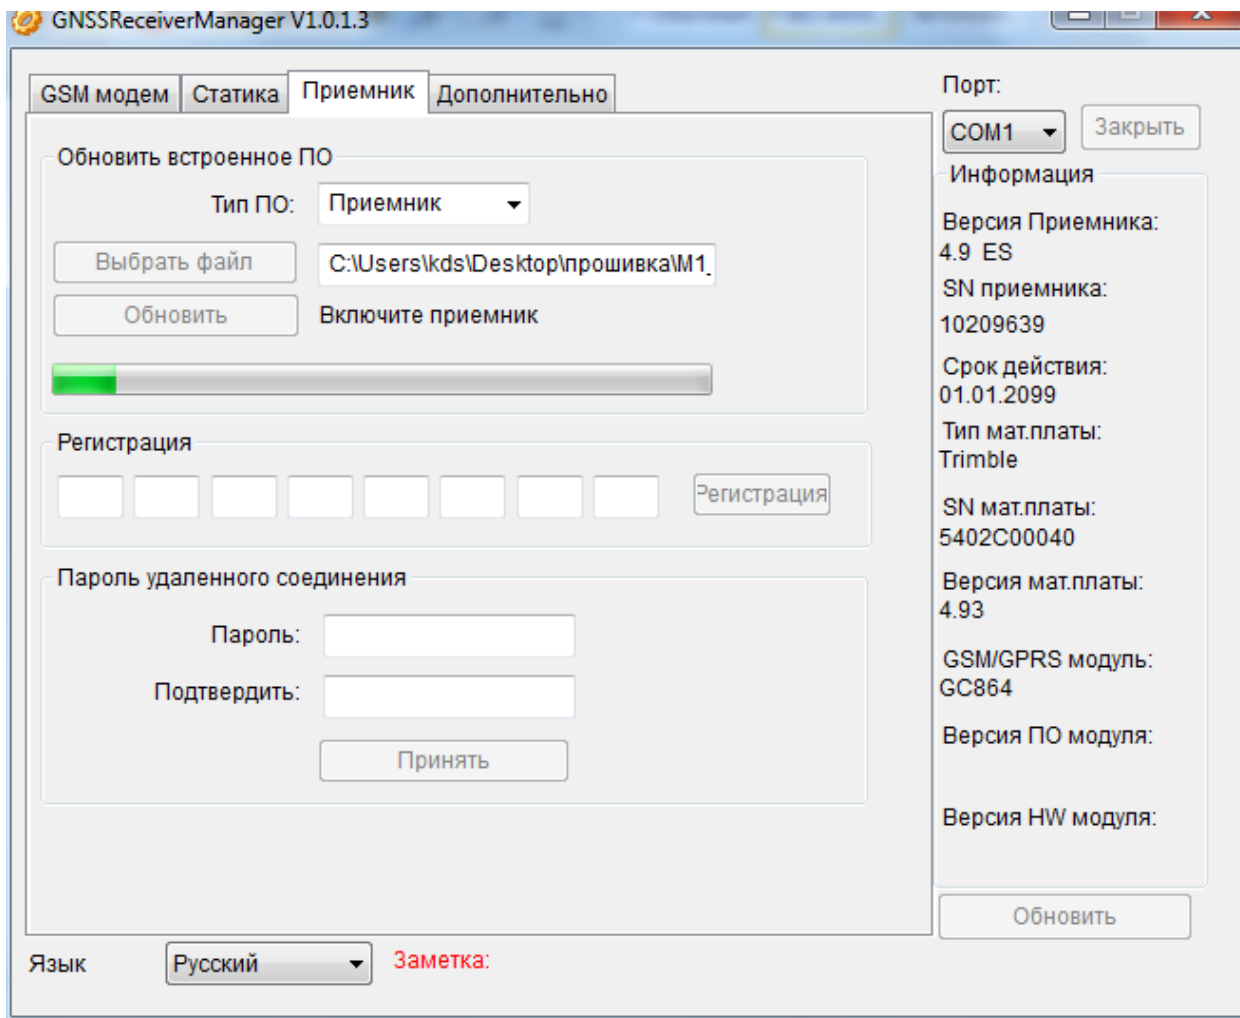 GNSSReceiverManager V1.0.1.3
GSM модем Статика Приемник Дополнительно
Обновить встроенное ПО
Тип ПО: Приемник
Выбрать файл C:\Users\kds\Desktop\прошивка\M1_
Обновить Включите приемник
Регистрация
Регистрация
Пароль удаленного соединения
Пароль:
Подтвердить:
Принять
Порт:
COM1 Закрыть
Информация
Версия Приемника:
4.9 ES
SN приемника:
10209639
Срок действия:
01.01.2099
Тип мат.платы:
Trimble
SN мат.платы:
5402C00040
Версия мат.платы:
4.93
GSM/GPRS модуль:
GC864
Версия ПО модуля:
Версия HW модуля:
Обновить
Язык Русский Заметка: